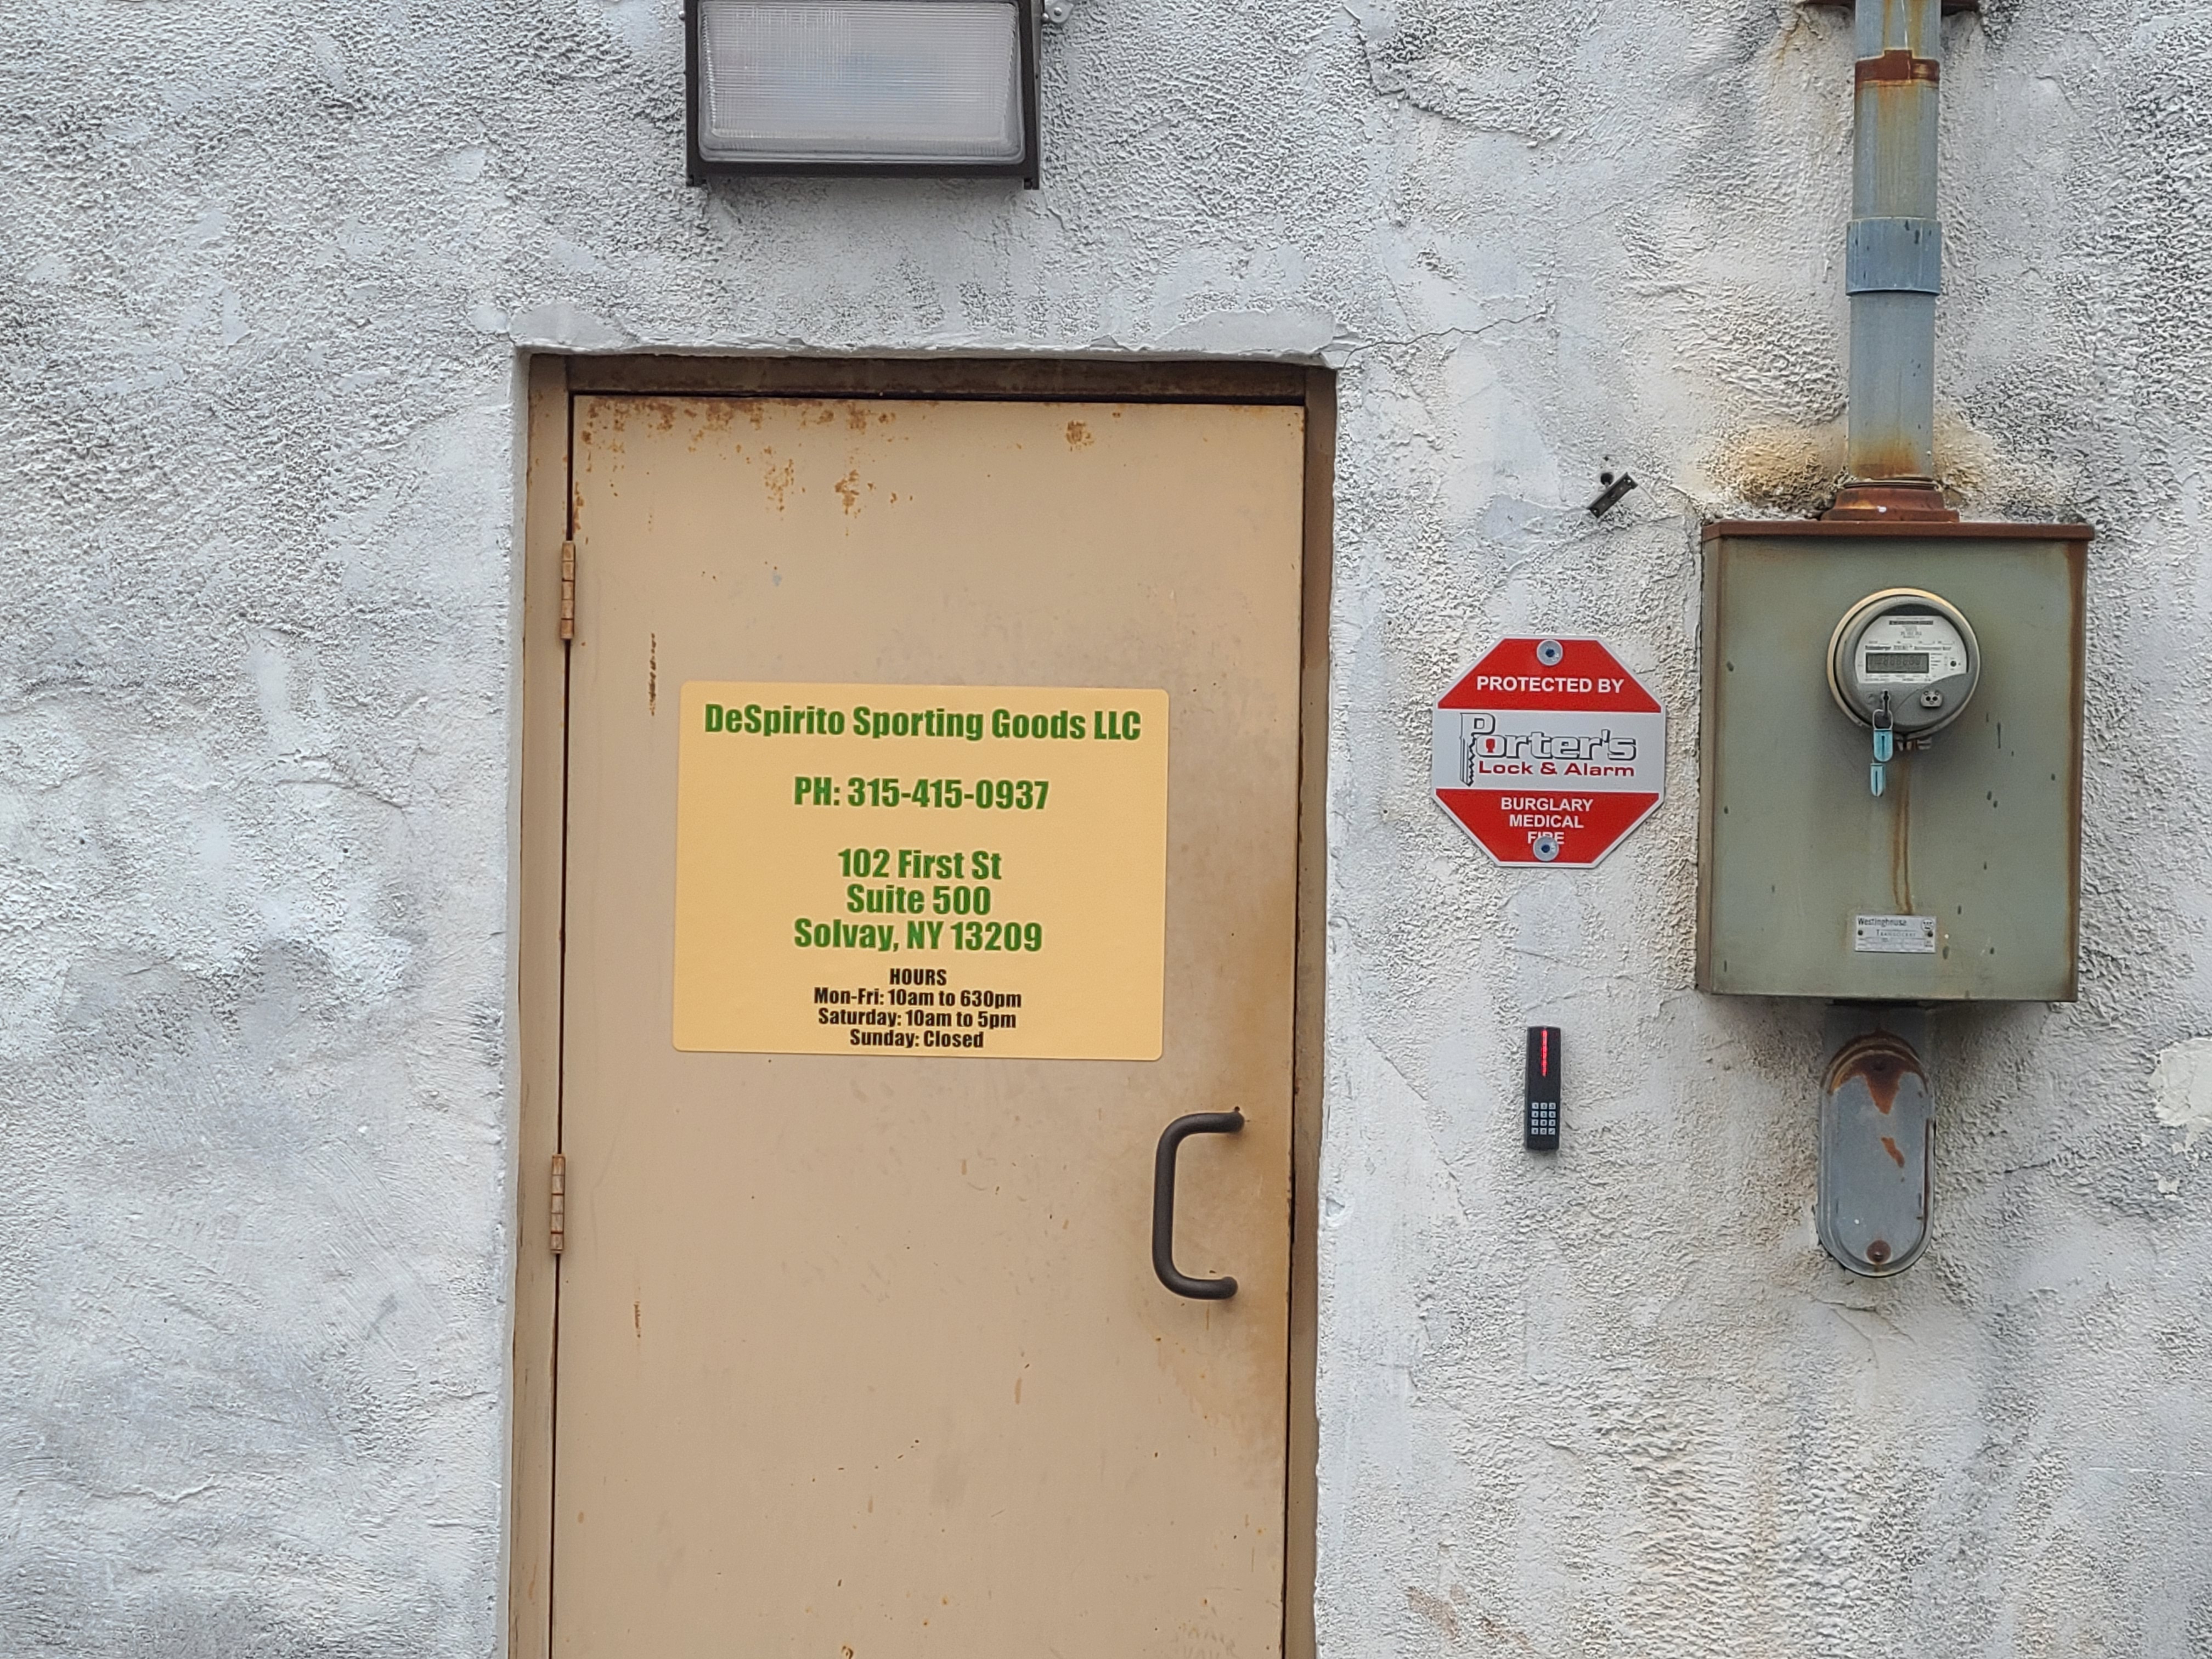 DeSpirito Sporting Goods LLC
PH: 315-415-0937
102 First St
Suite 500
Solvay, NY 13209
HOURS
Mon-Fri: 10am to 630pm
Saturday: 10am to 5pm
Sunday: Closed
PROTECTED BY
Porter's
Lock & Alarm
BURGLARY
MEDICAL
FIRE
Westinghouse